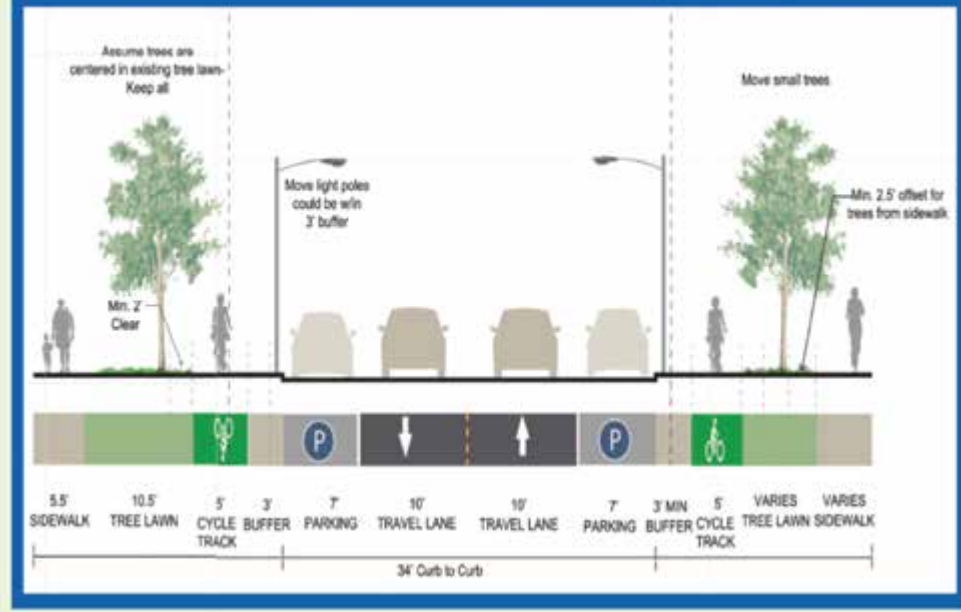 Assume trees are
centered in existing tree lawn-
Keep all
Move small trees
Move light poles
could be w/in
3' buffer
Min. 2.5' offset for
trees from sidewalk
Min. 2'
Clear
P
P
5.5'
SIDEWALK
10.5'
TREE LAWN
5'
CYCLE
TRACK
3'
BUFFER
7'
PARKING
10'
TRAVEL LANE
10'
TRAVEL LANE
7'
PARKING
3' MIN
BUFFER
5'
CYCLE
TRACK
VARIES
TREE LAWN
VARIES
SIDEWALK
34' Curb to Curb